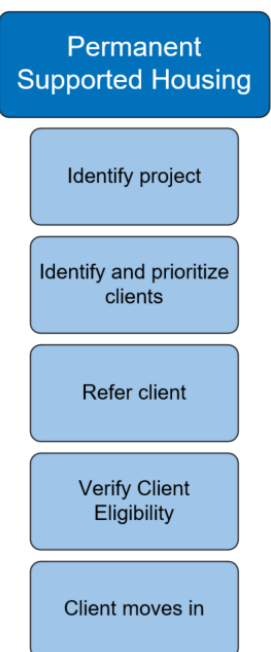 Permanent
Supported Housing
Identify project
Identify and prioritize
clients
Refer client
Verify Client
Eligibility
Client moves in